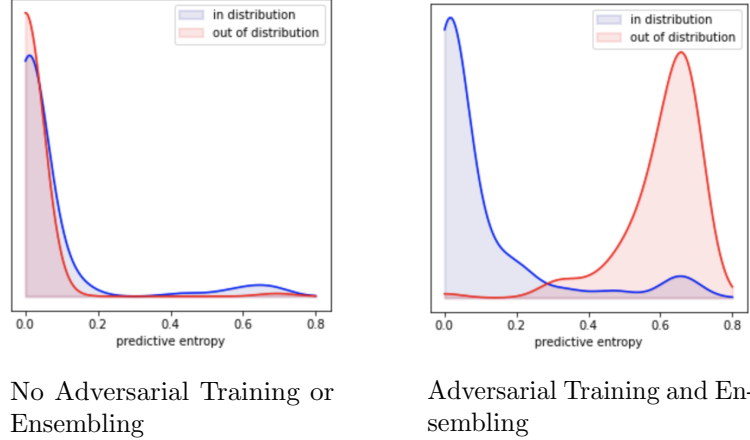 in distribution
out of distribution
0.0 0.2 0.4 0.6 0.8
predictive entropy
No Adversarial Training or
Ensembling
in distribution
out of distribution
0.0 0.2 0.4 0.6 0.8
predictive entropy
Adversarial Training and En-
sembling